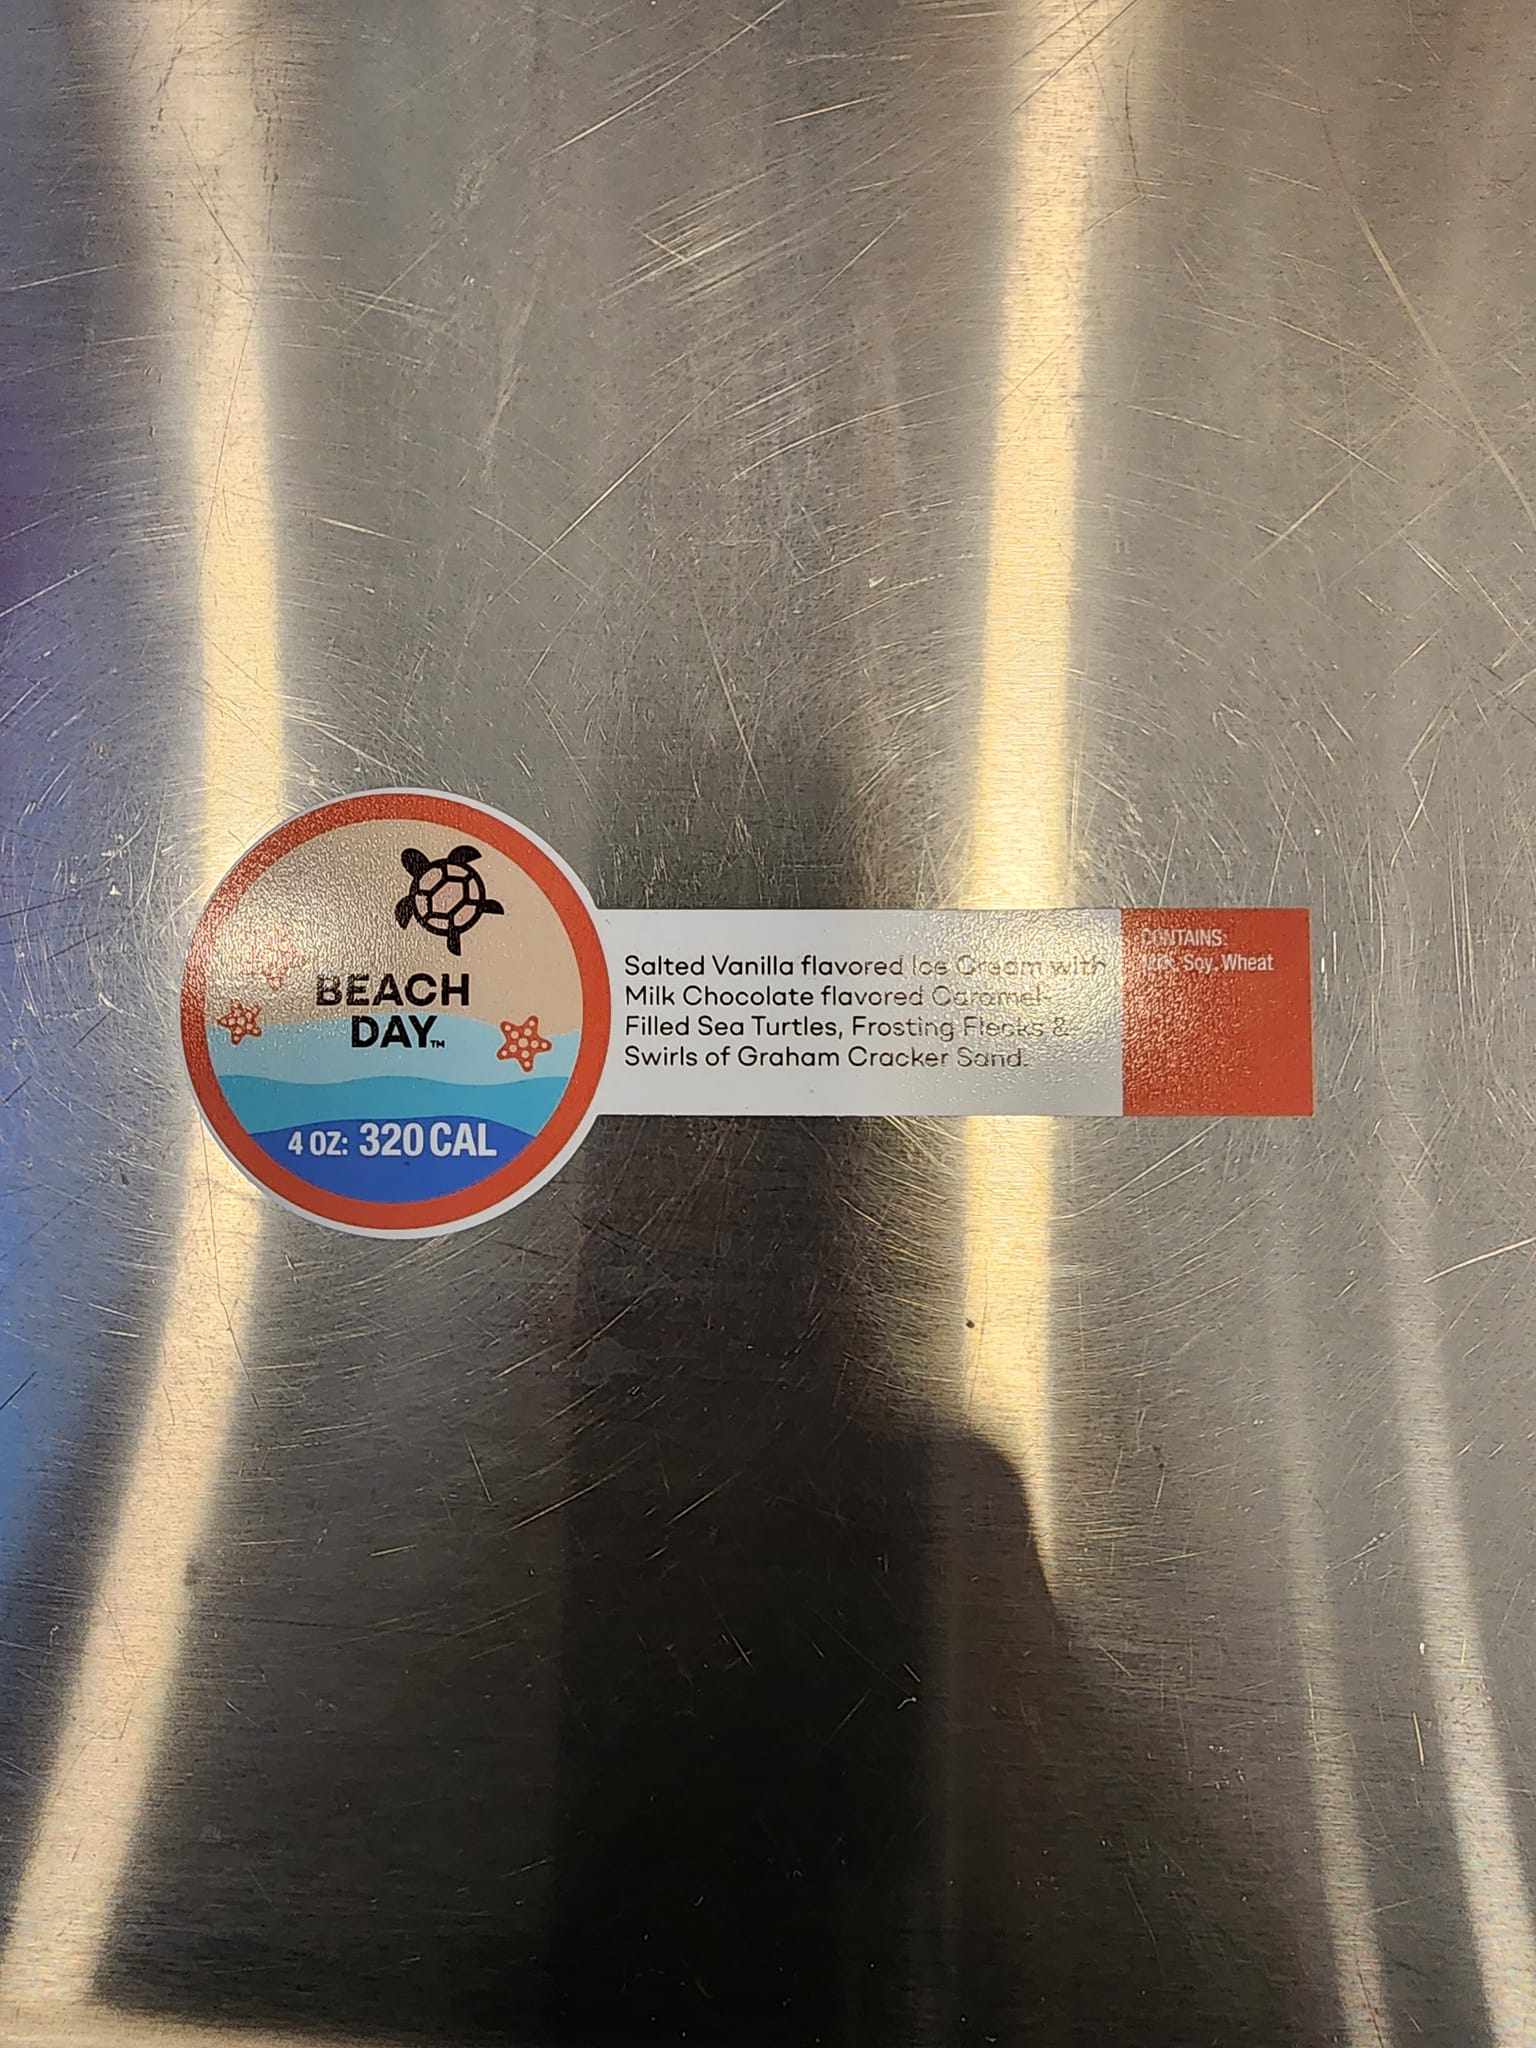 BEACH
DAY™
4 OZ: 320 CAL
Salted Vanilla flavored Ice Cream with
Milk Chocolate flavored Caramel-
Filled Sea Turtles, Frosting Flecks &
Swirls of Graham Cracker Sand.
CONTAINS:
Milk, Soy, Wheat